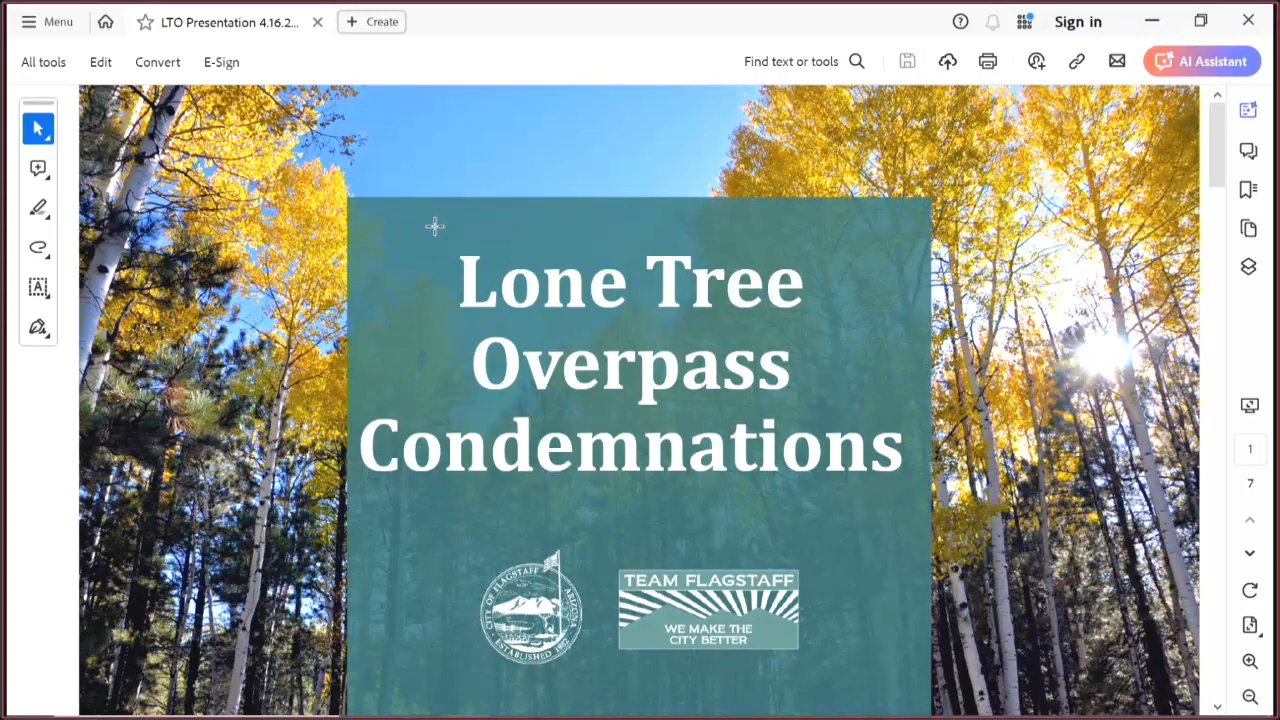 Menu
LTO Presentation 4.16.2...
Create
Sign in
All tools
Edit
Convert
E-Sign
Find text or tools
AI Assistant
Lone Tree
Overpass
Condemnations
CITY OF FLAGSTAFF ARIZONA
ESTABLISHED
TEAM FLAGSTAFF
WE MAKE THE
CITY BETTER
1
7